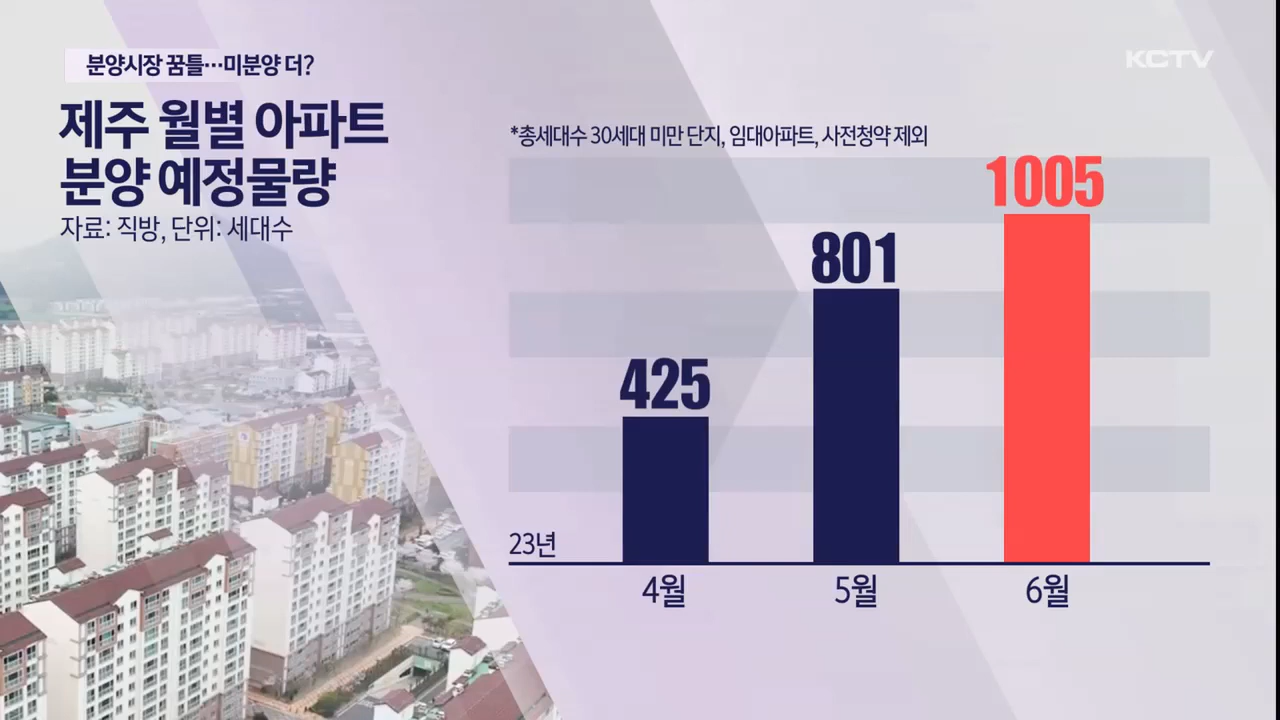 분양시장 꿈틀…미분양 더?
KCTV
제주 월별 아파트
분양 예정물량
자료: 직방, 단위: 세대수
*총세대수 30세대 미만 단지, 임대아파트, 사전청약 제외
1005
801
425
23년
4월 5월 6월